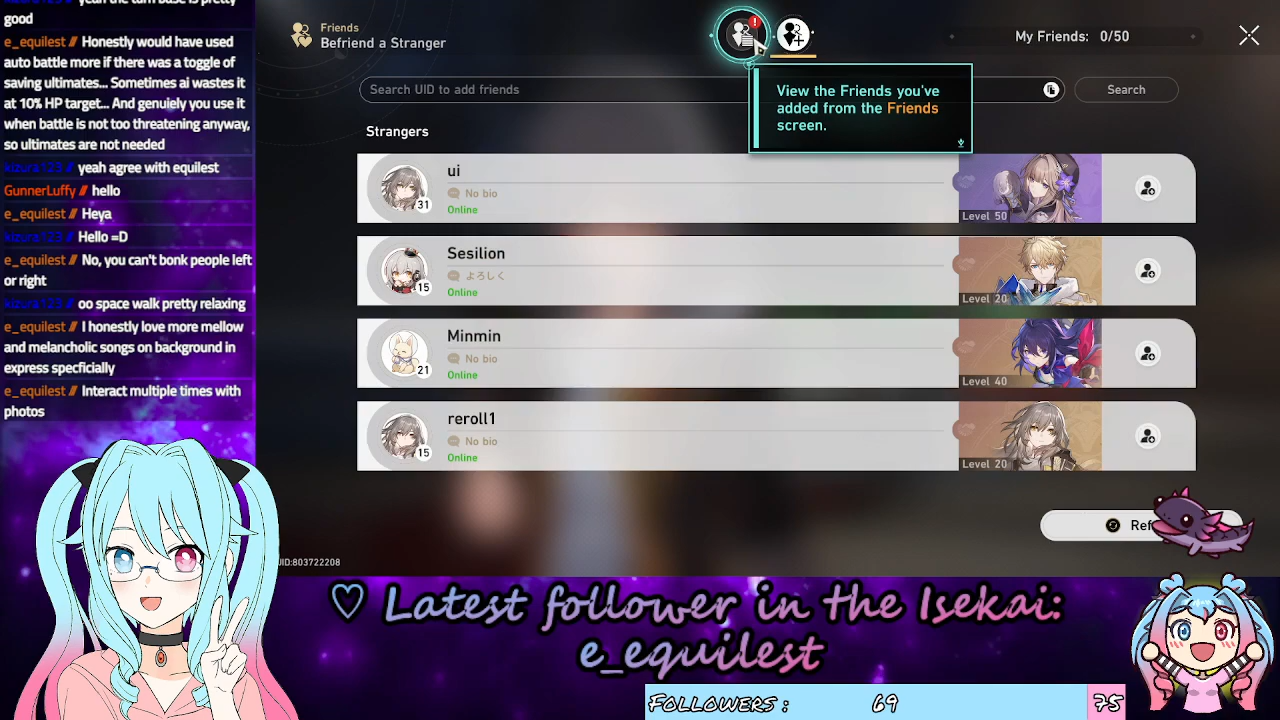 yeah the turn base is pretty
good
e_equilest // Honestly would have used
auto battle more if there was a toggle of
saving ultimates... Sometimes ai wastes it
at 10% HP target... And genuiely you use it
when battle is not too threatening anyway,
so ultimates are not needed
kizura123 // yeah agree with equilest
GunnerLuffy // hello
e_equilest // Heya
kizura123 // Hello =D
e_equilest // No, you can't bonk people left
or right
kizura123 // oo space walk pretty relaxing
e_equilest // I honestly love more mellow
and melancholic songs on background in
express specficially
e_equilest // Interact multiple times with
photos
Friends
Befriend a Stranger
My Friends: 0/50
Search UID to add friends
Search
View the Friends you've
added from the Friends
screen.
Strangers
ui
31
No bio
Online
Level 50
Sesilion
15
よろしく
Online
Level 20
Minmin
21
No bio
Online
Level 40
reroll1
15
No bio
Online
Level 20
Ref
UID:803722208
♡ Latest follower in the Isekai:
e_equilest
Followers : 69 75